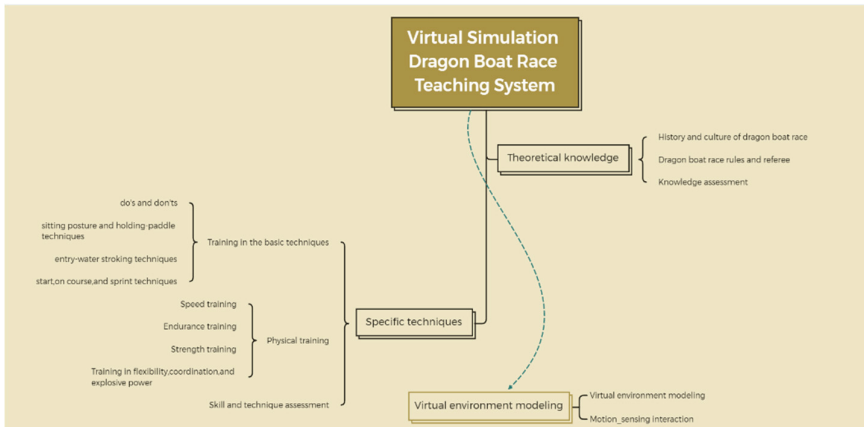 Virtual Simulation
Dragon Boat Race
Teaching System
Theoretical knowledge
History and culture of dragon boat race
Dragon boat race rules and referee
Knowledge assessment
Specific techniques
Training in the basic techniques
do's and don'ts
sitting posture and holding-paddle
techniques
entry-water stroking techniques
start,on course,and sprint techniques
Physical training
Speed training
Endurance training
Strength training
Training in flexibility,coordination,and
explosive power
Skill and technique assessment
Virtual environment modeling
Virtual environment modeling
Motion_sensing interaction